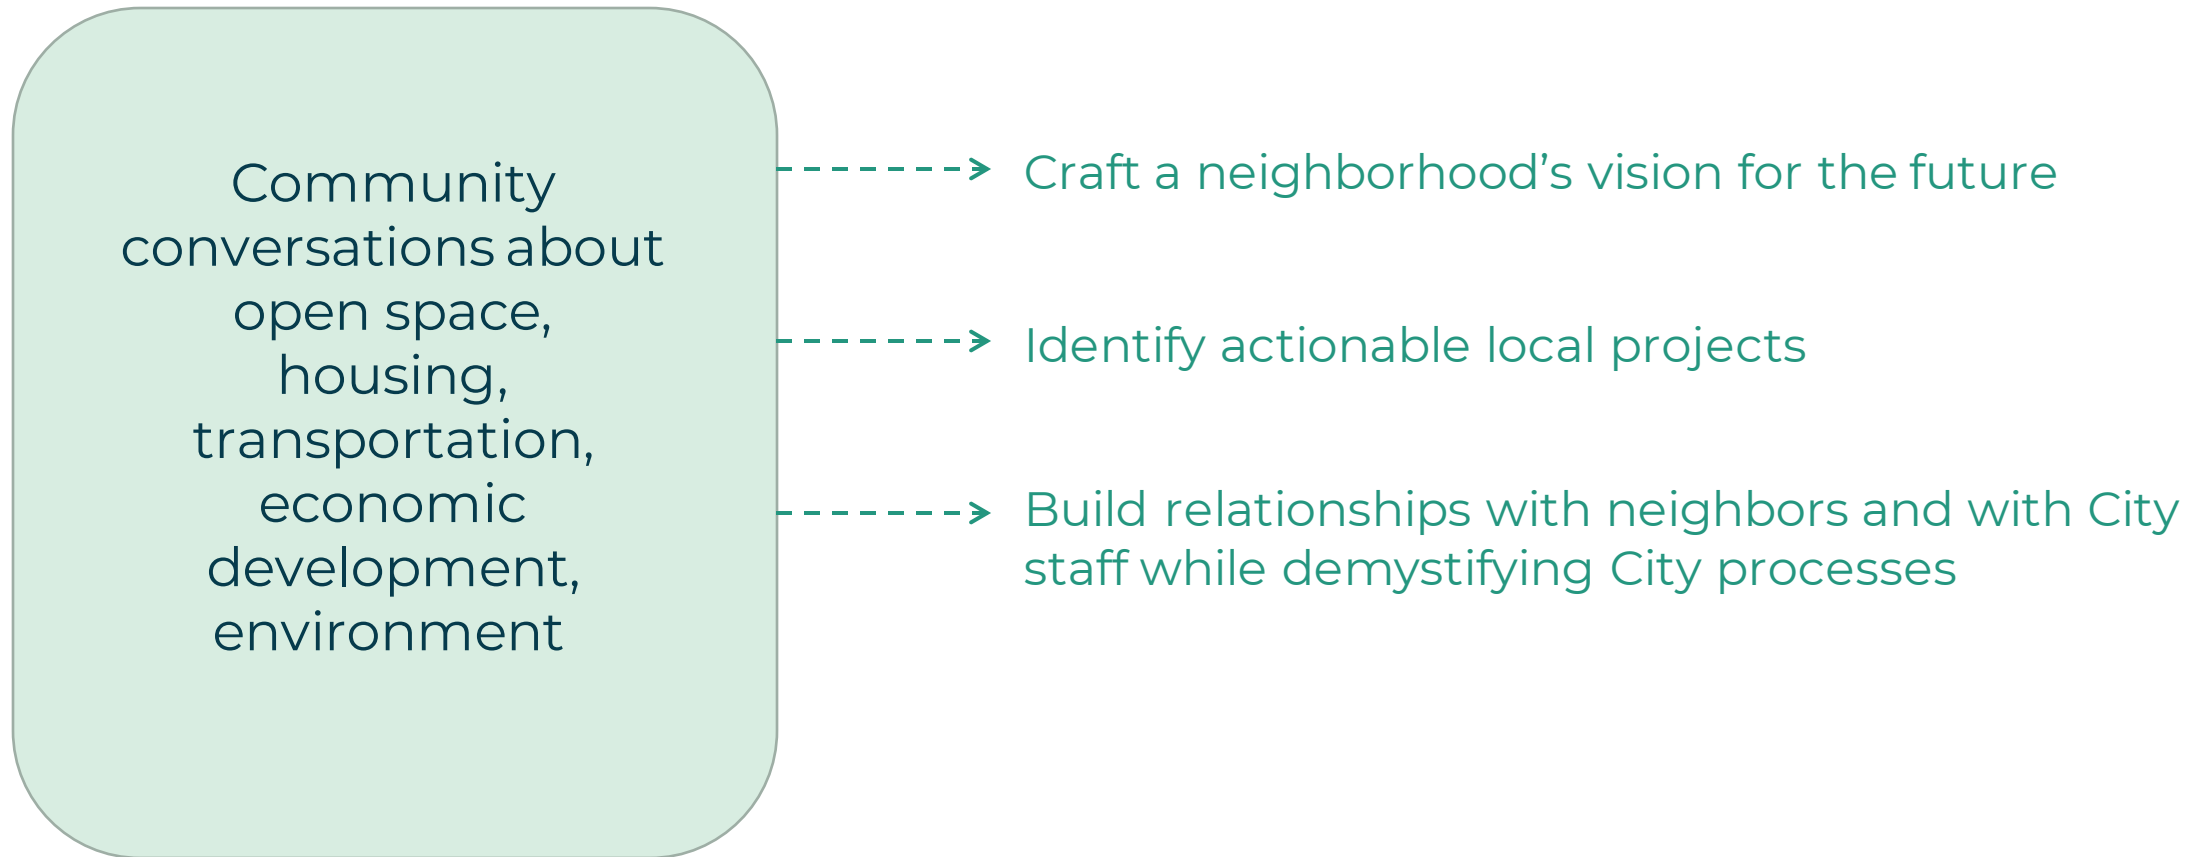 Community
conversations about
open space,
housing,
transportation,
economic
development,
environment
Craft a neighborhood’s vision for the future
Identify actionable local projects
Build relationships with neighbors and with City
staff while demystifying City processes